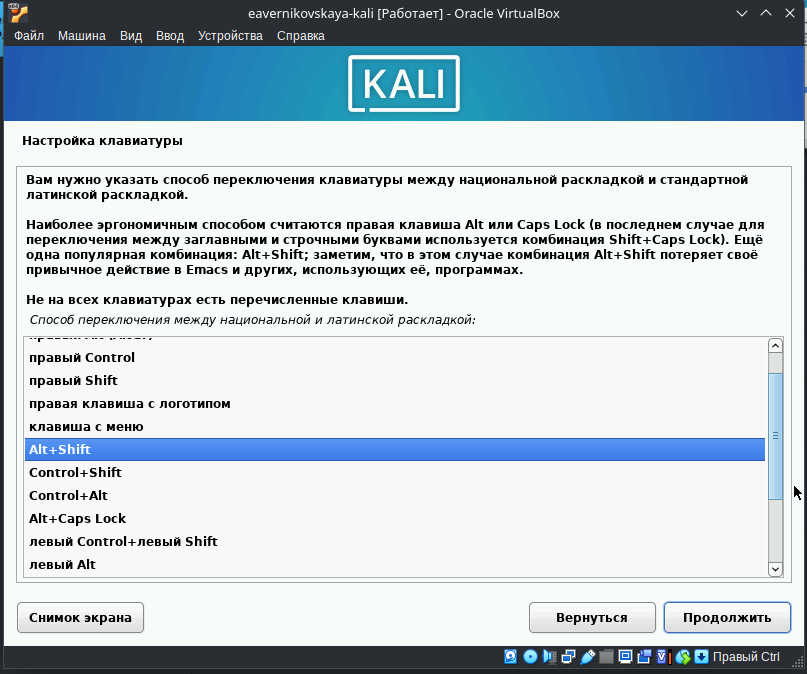 eavernikovskaya-kali [Работает] - Oracle VirtualBox
Файл Машина Вид Ввод Устройства Справка
KALI
Настройка клавиатуры
Вам нужно указать способ переключения клавиатуры между национальной раскладкой и стандартной
латинской раскладкой.
Наиболее эргономичным способом считаются правая клавиша Alt или Caps Lock (в последнем случае для
переключения между заглавными и строчными буквами используется комбинация Shift+Caps Lock). Ещё
одна популярная комбинация: Alt+Shift; заметим, что в этом случае комбинация Alt+Shift потеряет своё
привычное действие в Emacs и других, использующих её, программах.
Не на всех клавиатурах есть перечисленные клавиши.
Способ переключения между национальной и латинской раскладкой:
правый Control
правый Shift
правая клавиша с логотипом
клавиша с меню
Alt+Shift
Control+Shift
Control+Alt
Alt+Caps Lock
левый Control+левый Shift
левый Alt
Снимок экрана Вернуться Продолжить
Правый Ctrl